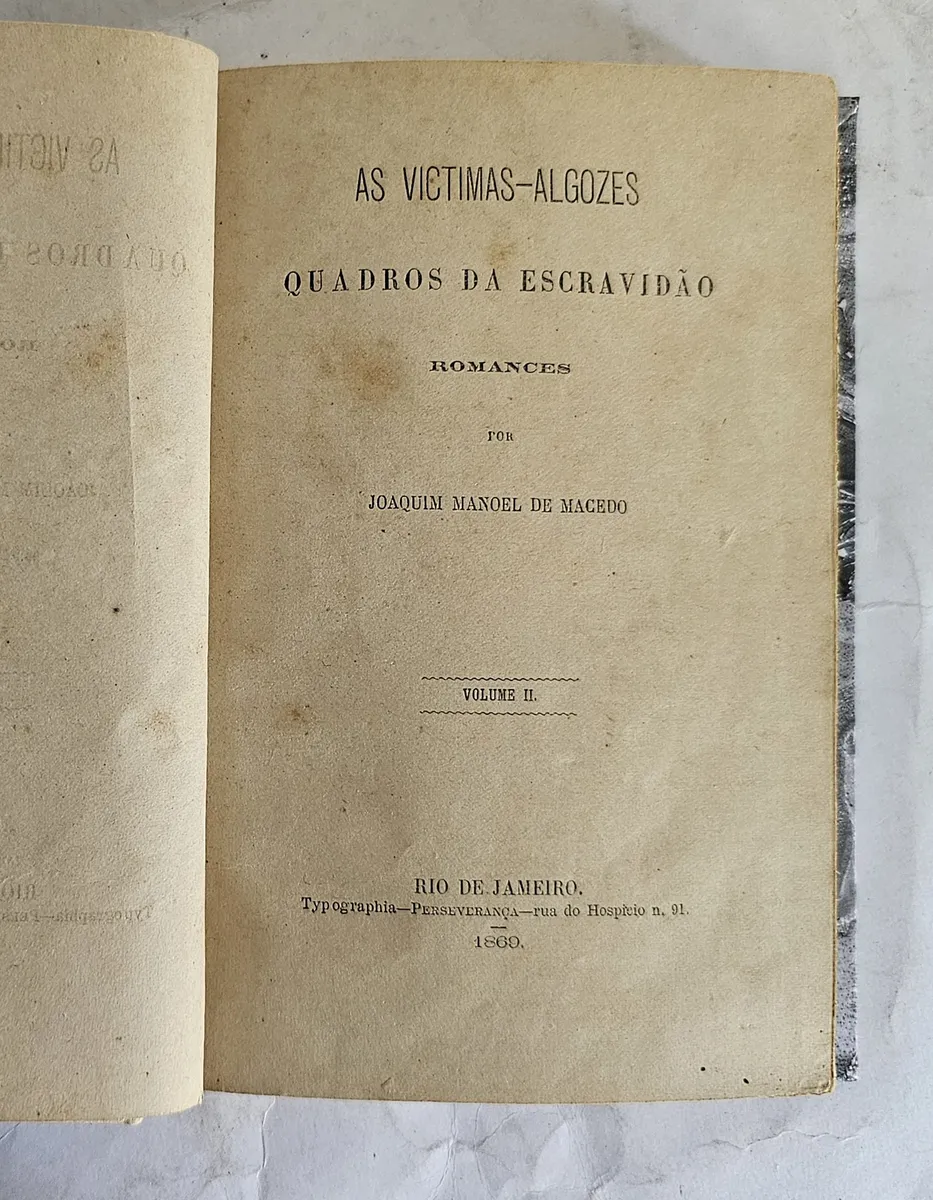 AS VICTIMAS-ALGOZES
QUADROS DA ESCRAVIDÃO
ROMANCES
POR
JOAQUIM MANOEL DE MACEDO
VOLUME II.
RIO DE JAMEIRO.
Typographia—PERSEVERANÇA—rua do Hospicio n. 91.
1869.